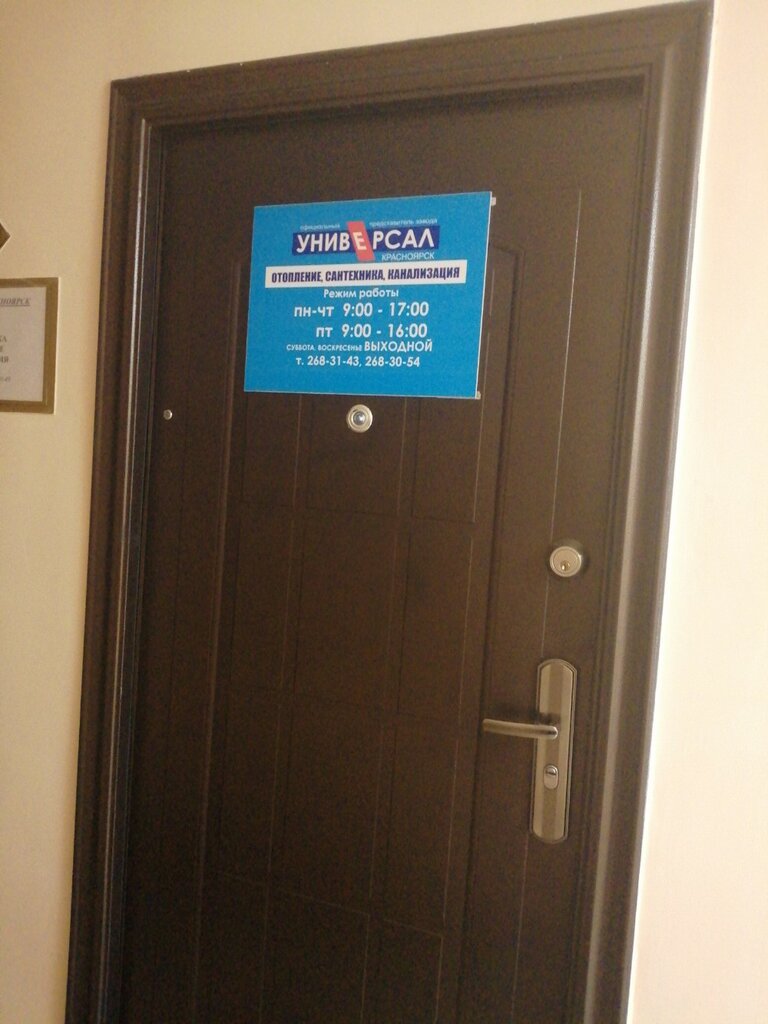 НОЯРСК
официальный представитель завода
УНИВЕРСАЛ
КРАСНОЯРСК
ОТОПЛЕНИЕ, САНТЕХНИКА, КАНАЛИЗАЦИЯ
Режим работы
пн-чт 9:00 - 17:00
пт 9:00 - 16:00
СУББОТА, ВОСКРЕСЕНЬЕ ВЫХОДНОЙ
т. 268-31-43, 268-30-54